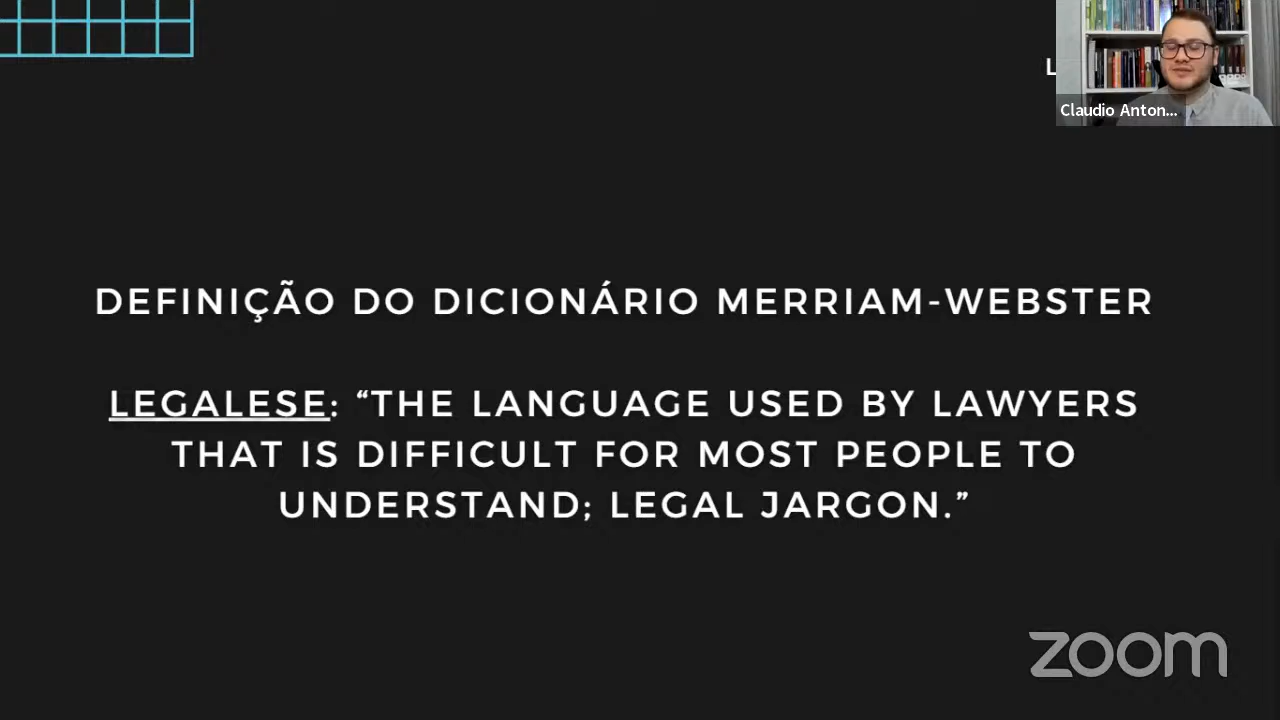 L
Claudio Anton...
DEFINIÇÃO DO DICIONÁRIO MERRIAM-WEBSTER
LEGALESE: “THE LANGUAGE USED BY LAWYERS
THAT IS DIFFICULT FOR MOST PEOPLE TO
UNDERSTAND; LEGAL JARGON.”
zoom